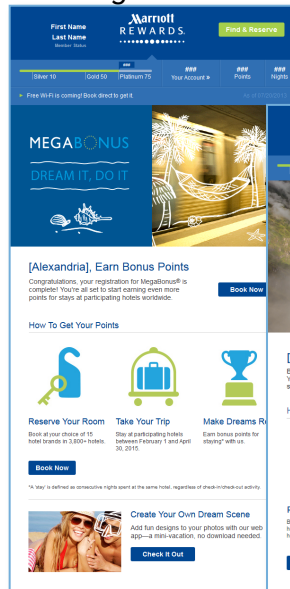 First Name
Last Name
Member Status
Marriott
REWARDS.
Find & Reserve
###
Silver 10 Gold 50 Platinum 75
###
Your Account »
###
Points
###
Nights
Free Wi-Fi is coming! Book direct to get it.
MEGABONUS
DREAM IT, DO IT
[Alexandria], Earn Bonus Points
Congratulations, your registration for MegaBonus® is
complete! You're all set to start earning even more
points for stays at participating hotels worldwide.
Book Now
How To Get Your Points
Reserve Your Room
Book at your choice of 15
hotel brands in 3,800+ hotels.
Take Your Trip
Stay at participating hotels
between February 1 and April
30, 2015.
Make Dreams R
Earn bonus points for
staying* with us.
Book Now
*A 'stay' is defined as consecutive nights spent at the same hotel, regardless of check-in/check-out activity.
Create Your Own Dream Scene
Add fun designs to your photos with our web
app—a mini-vacation, no download needed.
Check it Out